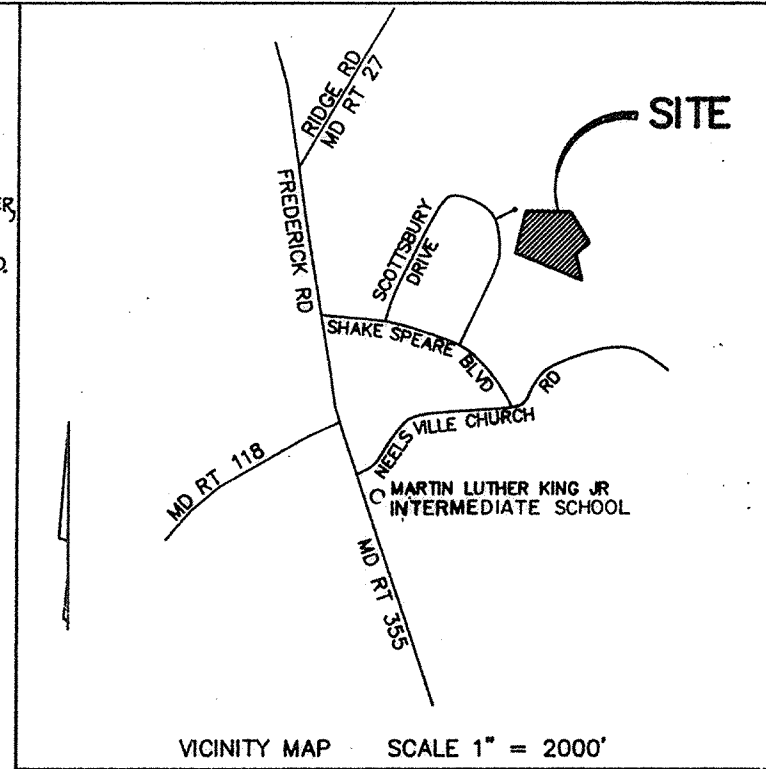 RIDGE RD
MD RT 27
SITE
FREDERICK RD
SCOTTSBURY
DRIVE
SHAKE SPEARE BLVD
NEELS VILLE CHURCH RD
MD RT 118
MARTIN LUTHER KING JR
INTERMEDIATE SCHOOL
MD RT 355
VICINITY MAP SCALE 1" = 2000'